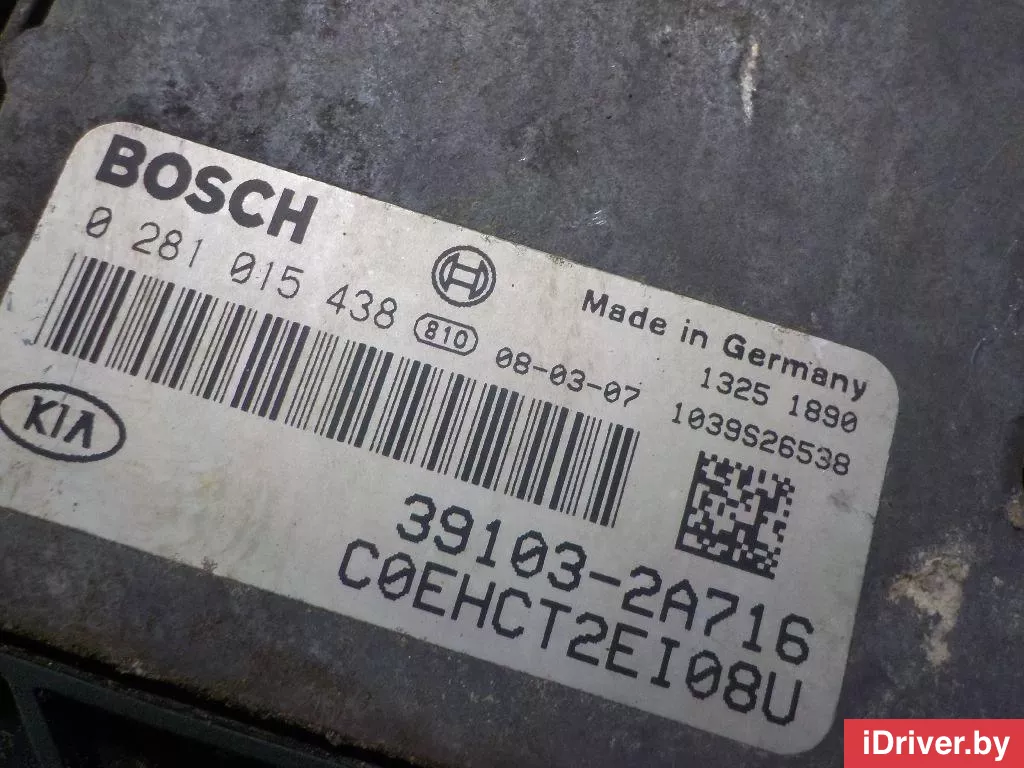 BOSCH
0 281 015 438
810
08-03-07
Made in Germany
1325 1890
1039S26538
KIA
39103-2A716
C0EHCT2EI08U
iDriver.by